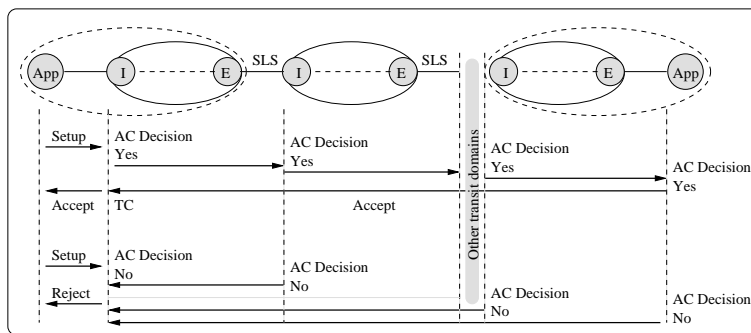 SLS SLS
App I E I E I E App
Setup AC Decision
Yes
AC Decision
Yes
AC Decision
Yes
AC Decision
Yes
Accept TC Accept
Other transit domains
Setup AC Decision
No
AC Decision
No
Reject
AC Decision
No
AC Decision
No